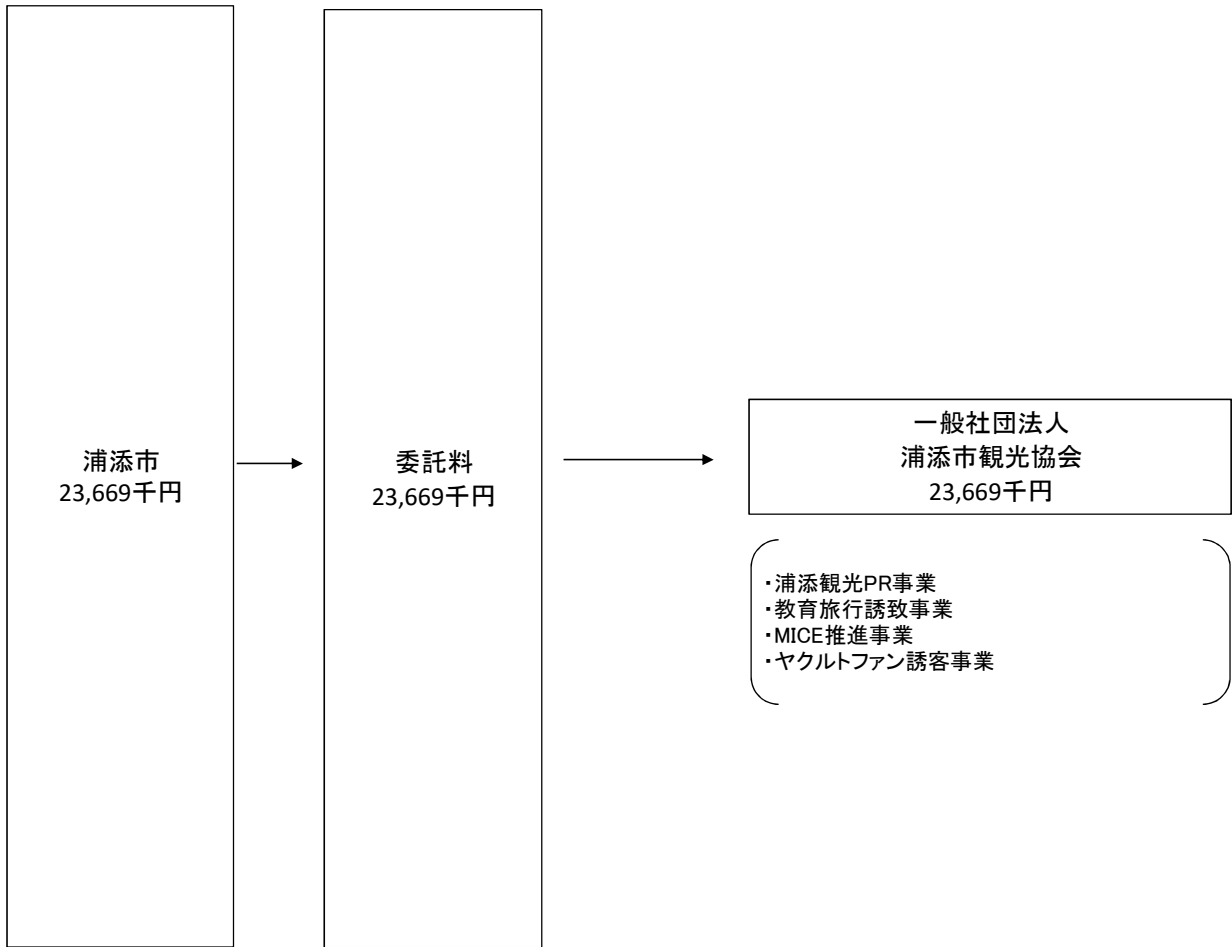 浦添市
23,669千円
委託料
23,669千円
一般社団法人
浦添市観光協会
23,669千円
・浦添観光PR事業
・教育旅行誘致事業
・MICE推進事業
・ヤクルトファン誘客事業